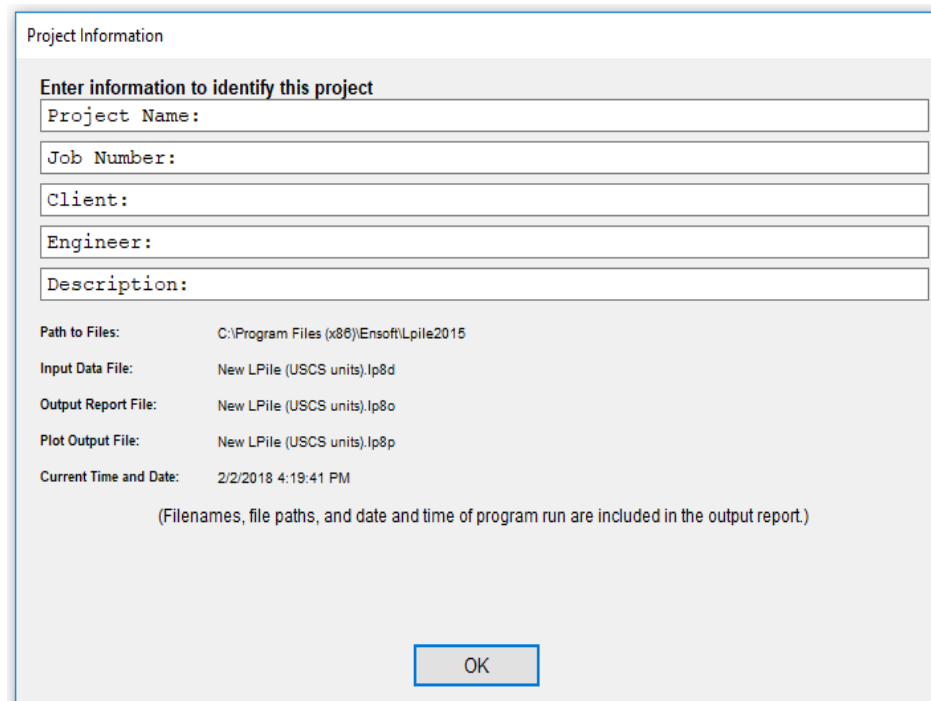 Project Information
Enter information to identify this project
Project Name:
Job Number:
Client:
Engineer:
Description:
Path to Files: C:\Program Files (x86)\Ensoft\Lpile2015
Input Data File: New LPile (USCS units).lp8d
Output Report File: New LPile (USCS units).lp8o
Plot Output File: New LPile (USCS units).lp8p
Current Time and Date: 2/2/2018 4:19:41 PM
(Filenames, file paths, and date and time of program run are included in the output report.)
OK